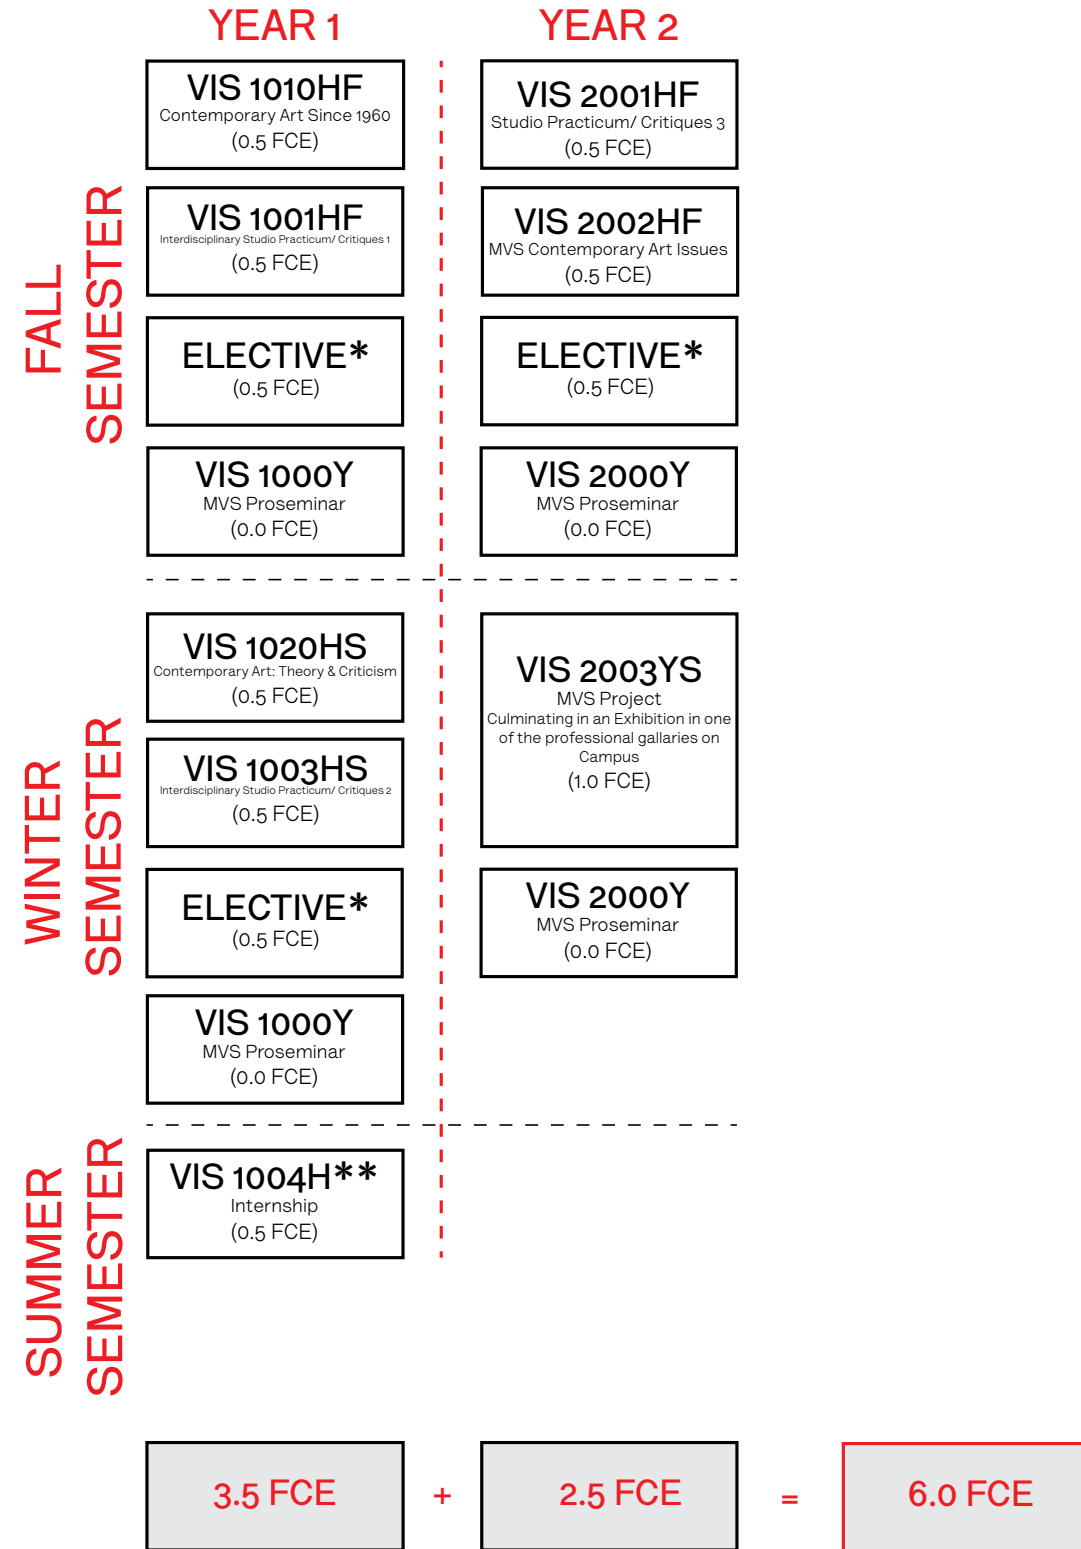 YEAR 1
YEAR 2
FALL
SEMESTER
VIS 1010HF
Contemporary Art Since 1960
(0.5 FCE)
VIS 2001HF
Studio Practicum/ Critiques 3
(0.5 FCE)
VIS 1001HF
Interdisciplinary Studio Practicum/ Critiques 1
(0.5 FCE)
VIS 2002HF
MVS Contemporary Art Issues
(0.5 FCE)
ELECTIVE*
(0.5 FCE)
ELECTIVE*
(0.5 FCE)
VIS 1000Y
MVS Proseminar
(0.0 FCE)
VIS 2000Y
MVS Proseminar
(0.0 FCE)
WINTER
SEMESTER
VIS 1020HS
Contemporary Art: Theory & Criticism
(0.5 FCE)
VIS 1003HS
Interdisciplinary Studio Practicum/ Critiques 2
(0.5 FCE)
VIS 2003YS
MVS Project
Culminating in an Exhibition in one
of the professional gallaries on
Campus
(1.0 FCE)
ELECTIVE*
(0.5 FCE)
VIS 2000Y
MVS Proseminar
(0.0 FCE)
VIS 1000Y
MVS Proseminar
(0.0 FCE)
SUMMER
SEMESTER
VIS 1004H**
Internship
(0.5 FCE)
3.5 FCE + 2.5 FCE = 6.0 FCE